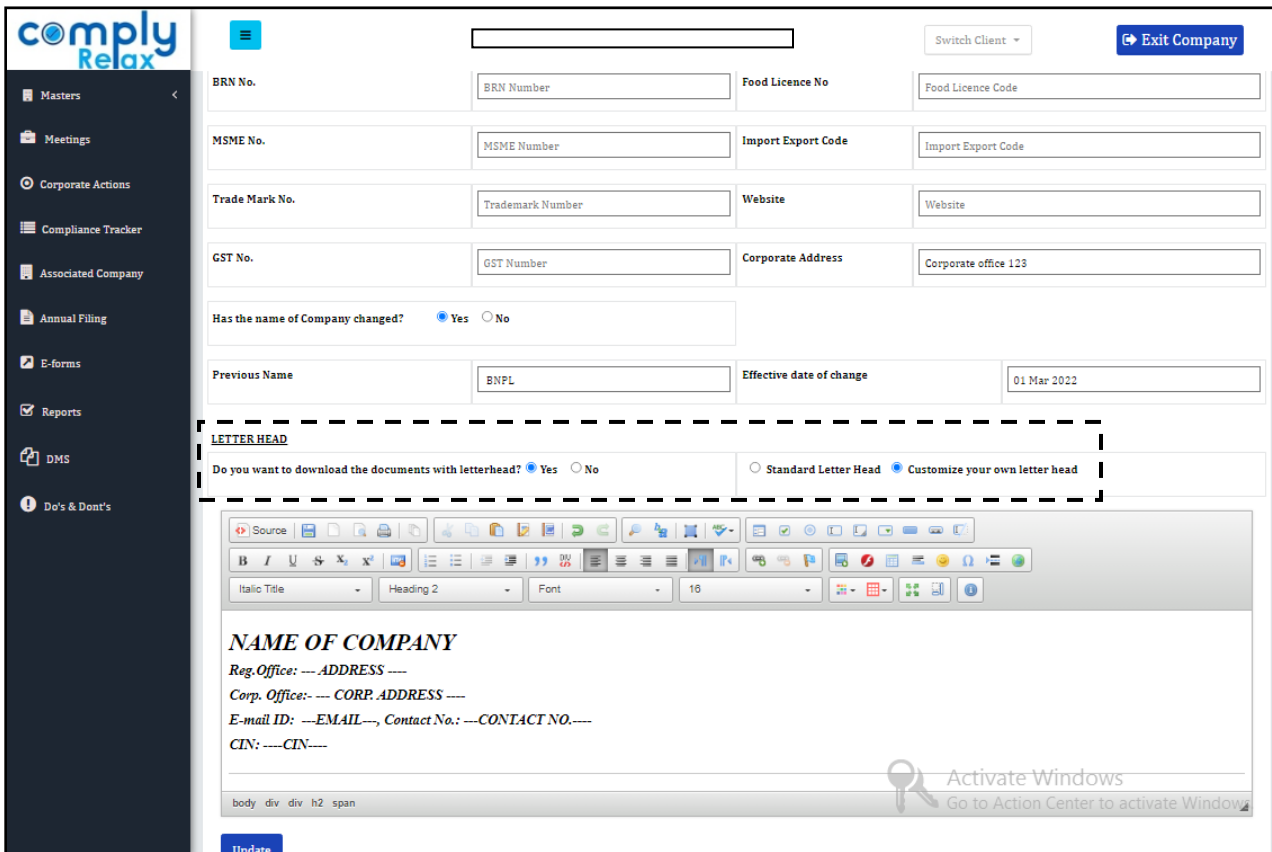 comply
Relax
Switch Client
Exit Company
Masters
Meetings
Corporate Actions
Compliance Tracker
Associated Company
Annual Filing
E-forms
Reports
DMS
Do's & Dont's
BRN No. BRN Number Food Licence No Food Licence Code
MSME No. MSME Number Import Export Code Import Export Code
Trade Mark No. Trademark Number Website Website
GST No. GST Number Corporate Address Corporate office 123
Has the name of Company changed? Yes No
Previous Name BNPL Effective date of change 01 Mar 2022
LETTER HEAD
Do you want to download the documents with letterhead? Yes No Standard Letter Head Customize your own letter head
Source
Italic Title Heading 2 Font 16
NAME OF COMPANY
Reg.Office: --- ADDRESS ----
Corp. Office:- --- CORP. ADDRESS ----
E-mail ID: ---EMAIL---, Contact No.: ---CONTACT NO.----
CIN: ----CIN----
Activate Windows
Go to Action Center to activate Windows
body div div h2 span
Update